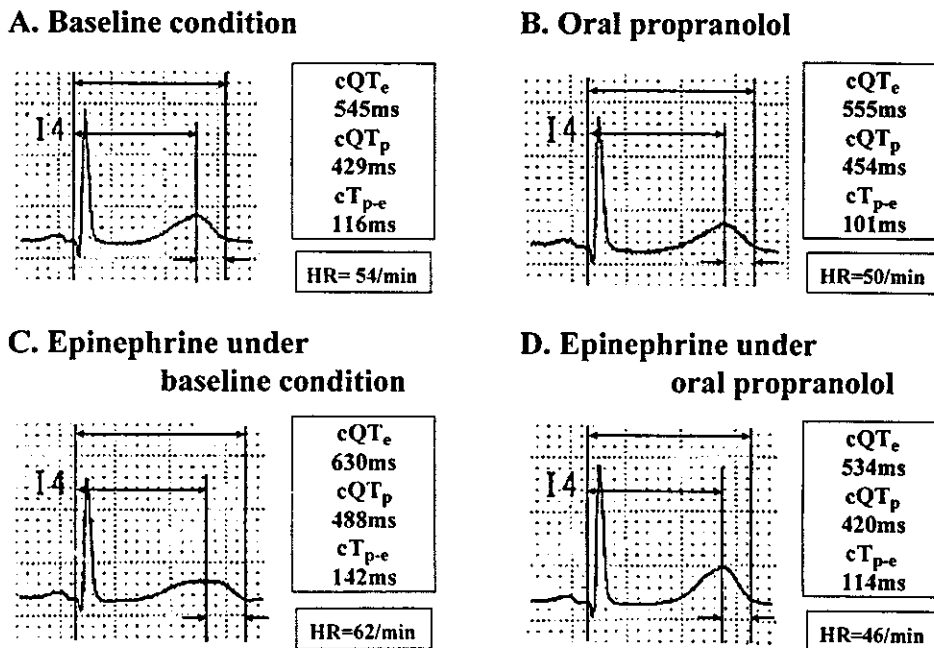 A. Baseline condition
I4
cQTe
545ms
cQTp
429ms
cTp-e
116ms
HR= 54/min
B. Oral propranolol
I4
cQTe
555ms
cQTp
454ms
cTp-e
101ms
HR=50/min
C. Epinephrine under
baseline condition
I4
cQTe
630ms
cQTp
488ms
cTp-e
142ms
HR=62/min
D. Epinephrine under
oral propranolol
I4
cQTe
534ms
cQTp
420ms
cTp-e
114ms
HR=46/min